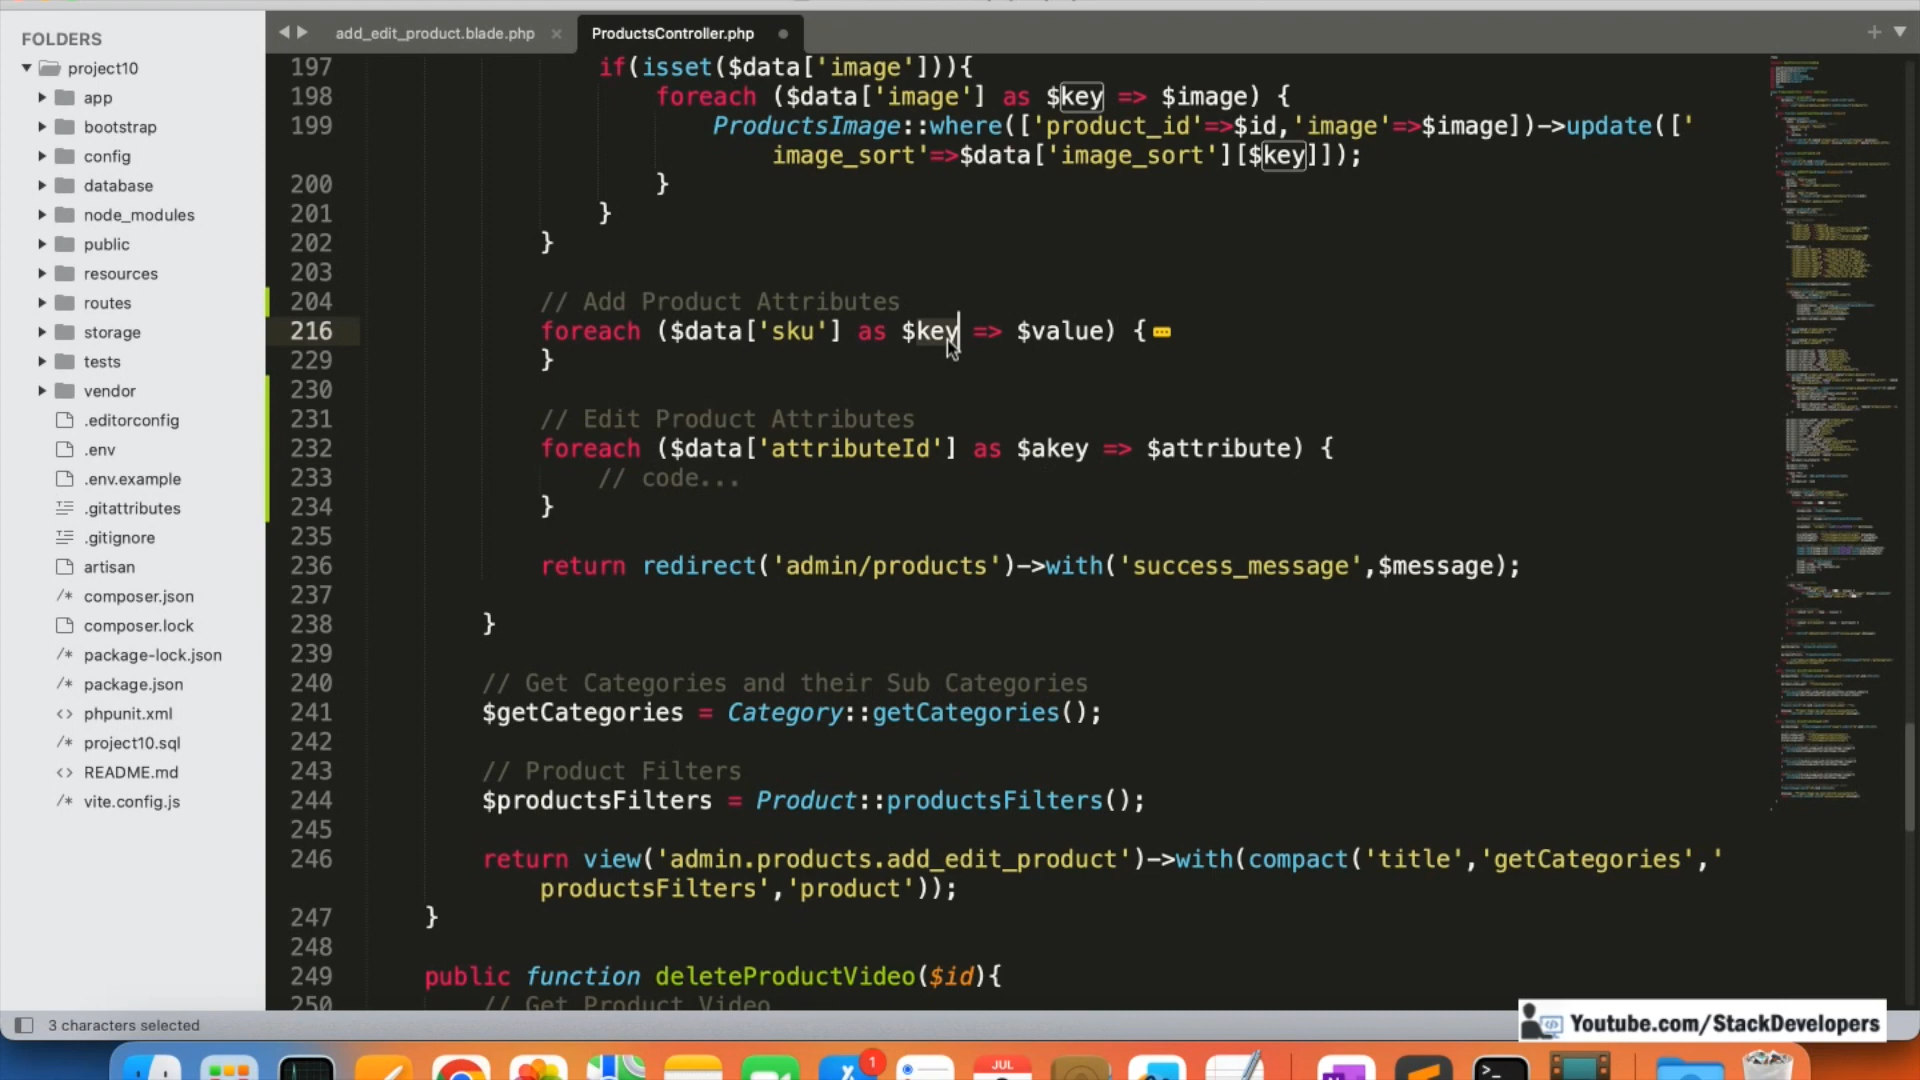 FOLDERS
project10
app
bootstrap
config
database
node_modules
public
resources
routes
storage
tests
vendor
.editorconfig
.env
.env.example
.gitattributes
.gitignore
artisan
composer.json
composer.lock
package-lock.json
package.json
phpunit.xml
project10.sql
README.md
vite.config.js
add_edit_product.blade.php
ProductsController.php
197 if(isset($data['image'])){
198 foreach ($data['image'] as $key => $image) {
199 ProductsImage::where(['product_id'=>$id,'image'=>$image])->update(['
image_sort'=>$data['image_sort'][$key]]);
200 }
201 }
202 }
203
204 // Add Product Attributes
216 foreach ($data['sku'] as $key => $value) {
229 }
230
231 // Edit Product Attributes
232 foreach ($data['attributeId'] as $akey => $attribute) {
233 // code...
234 }
235
236 return redirect('admin/products')->with('success_message',$message);
237
238 }
239
240 // Get Categories and their Sub Categories
241 $getCategories = Category::getCategories();
242
243 // Product Filters
244 $productsFilters = Product::productsFilters();
245
246 return view('admin.products.add_edit_product')->with(compact('title','getCategories','
productsFilters','product'));
247 }
248
249 public function deleteProductVideo($id){
250 // Get Product Video
3 characters selected
Youtube.com/StackDevelopers
1
JUL